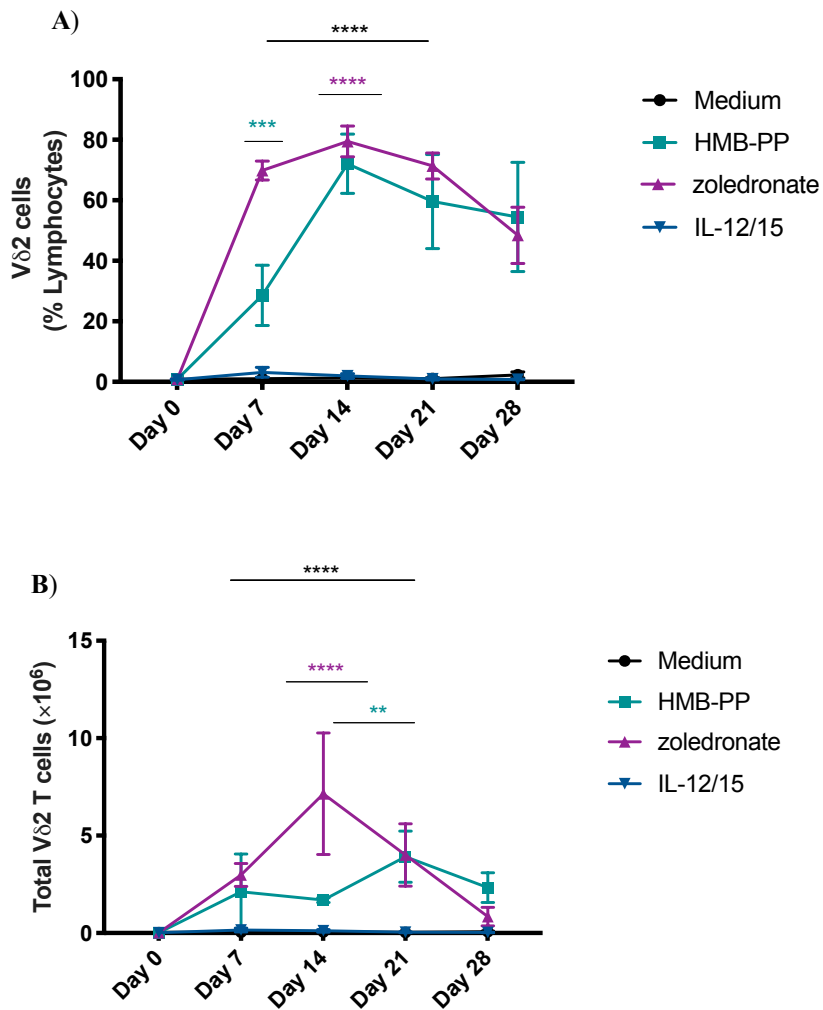 A)
****
****
***
100
80
60
40
20
0
Vδ2 cells
(% Lymphocytes)
Day 0
Day 7
Day 14
Day 21
Day 28
Medium
HMB-PP
zoledronate
IL-12/15
B)
****
****
**
15
10
5
0
Total Vδ2 T cells (×10⁶)
Day 0
Day 7
Day 14
Day 21
Day 28
Medium
HMB-PP
zoledronate
IL-12/15